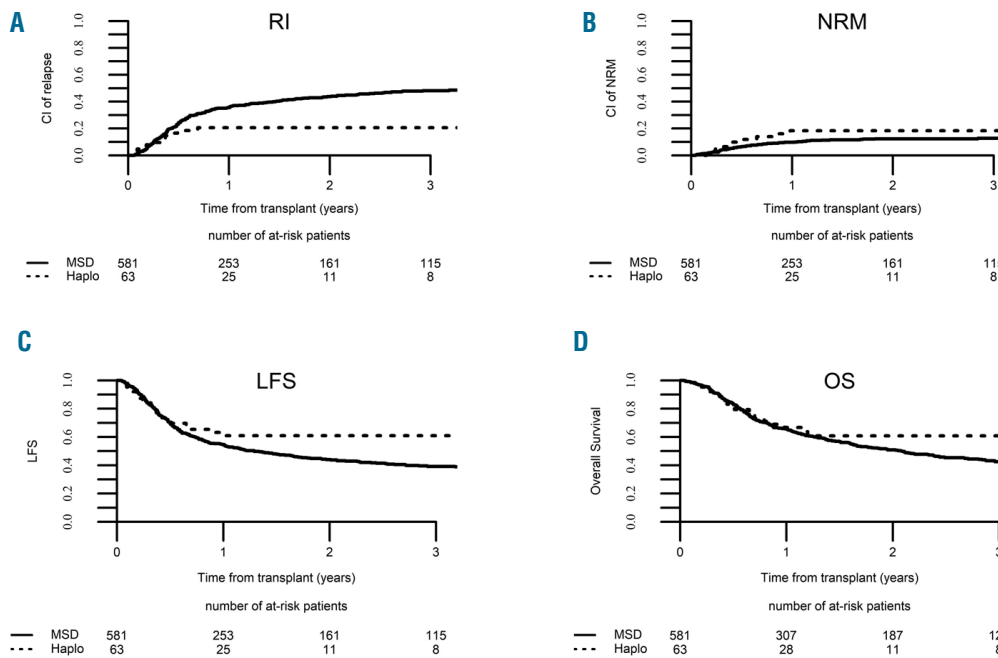 A
RI
CI of relapse
0.0 0.2 0.4 0.6 0.8 1.0
0 1 2 3
Time from transplant (years)
number of at-risk patients
MSD 581 253 161 115
Haplo 63 25 11 8
B
NRM
CI of NRM
0.0 0.2 0.4 0.6 0.8 1.0
0 1 2 3
Time from transplant (years)
number of at-risk patients
MSD 581 253 161 115
Haplo 63 25 11 8
C
LFS
LFS
0.0 0.2 0.4 0.6 0.8 1.0
0 1 2 3
Time from transplant (years)
number of at-risk patients
MSD 581 253 161 115
Haplo 63 25 11 8
D
OS
Overall Survival
0.0 0.2 0.4 0.6 0.8 1.0
0 1 2 3
Time from transplant (years)
number of at-risk patients
MSD 581 307 187
Haplo 63 28 11 8